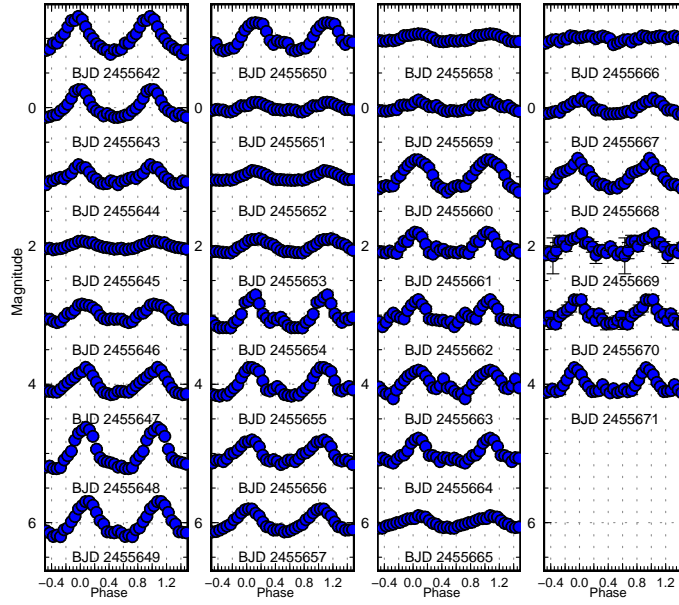 BJD 2455642
BJD 2455643
BJD 2455644
BJD 2455645
BJD 2455646
BJD 2455647
BJD 2455648
BJD 2455649
BJD 2455650
BJD 2455651
BJD 2455652
BJD 2455653
BJD 2455654
BJD 2455655
BJD 2455656
BJD 2455657
BJD 2455658
BJD 2455659
BJD 2455660
BJD 2455661
BJD 2455662
BJD 2455663
BJD 2455664
BJD 2455665
BJD 2455666
BJD 2455667
BJD 2455668
BJD 2455669
BJD 2455670
BJD 2455671
Magnitude
0
2
4
6
0
2
4
6
0
2
4
6
0
2
4
6
−0.4 0.0 0.4 0.8 1.2
−0.4 0.0 0.4 0.8 1.2
−0.4 0.0 0.4 0.8 1.2
−0.4 0.0 0.4 0.8 1.2
Phase
Phase
Phase
Phase